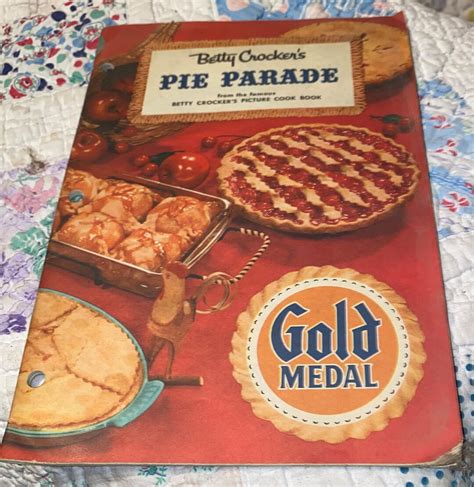 Betty Crocker's
PIE PARADE
from the famous
BETTY CROCKER'S PICTURE COOK BOOK
Gold
MEDAL